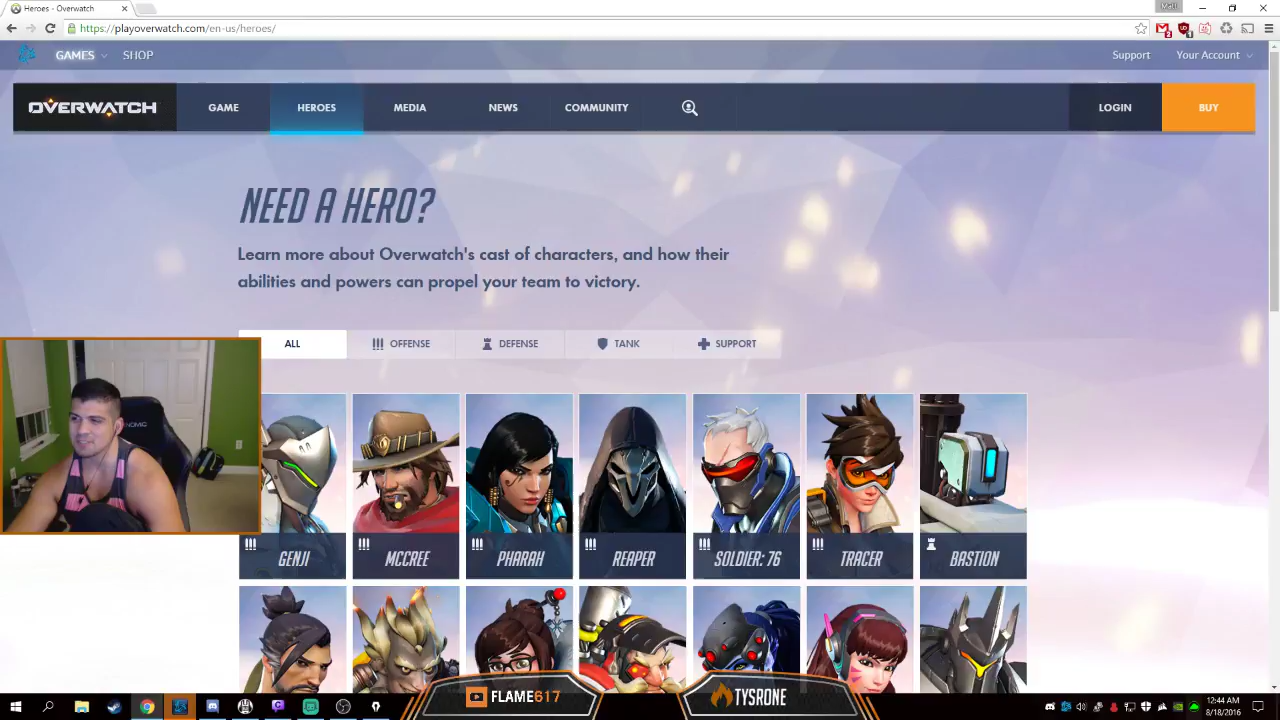 Heroes - Overwatch
Matt
https://playoverwatch.com/en-us/heroes/
GAMES SHOP Support Your Account
OVERWATCH GAME HEROES MEDIA NEWS COMMUNITY LOGIN BUY
NEED A HERO?
Learn more about Overwatch's cast of characters, and how their
abilities and powers can propel your team to victory.
ALL OFFENSE DEFENSE TANK SUPPORT
GENJI MCCREE PHARAH REAPER SOLDIER: 76 TRACER BASTION
FLAME617 TYSRONE
12:44 AM
8/18/2016